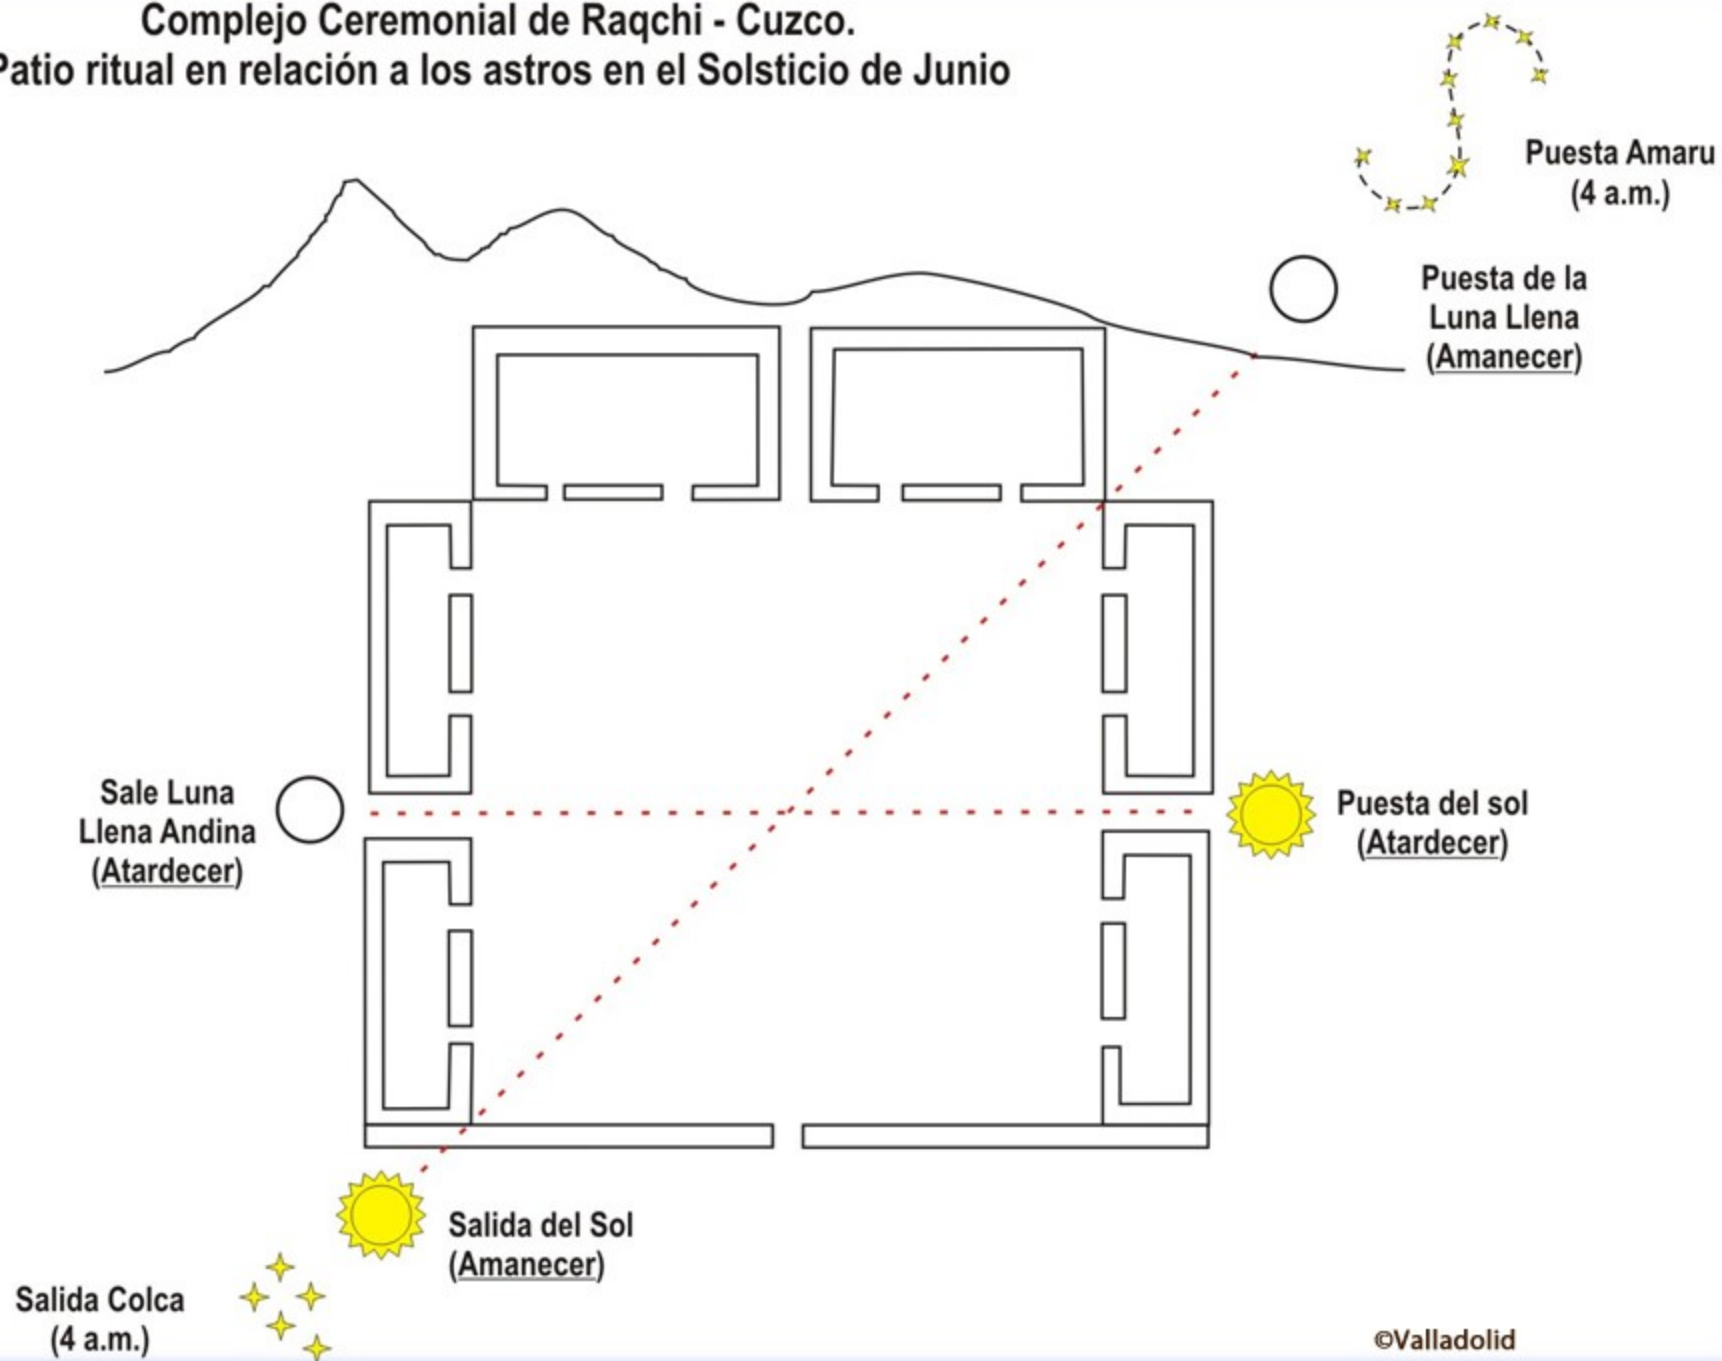 Complejo Ceremonial de Raqchi - Cuzco.
Patio ritual en relación a los astros en el Solsticio de Junio
Puesta Amaru
(4 a.m.)
Puesta de la
Luna Llena
(Amanecer)
Sale Luna
Llena Andina
(Atardecer)
Puesta del sol
(Atardecer)
Salida del Sol
(Amanecer)
Salida Colca
(4 a.m.)
©Valladolid